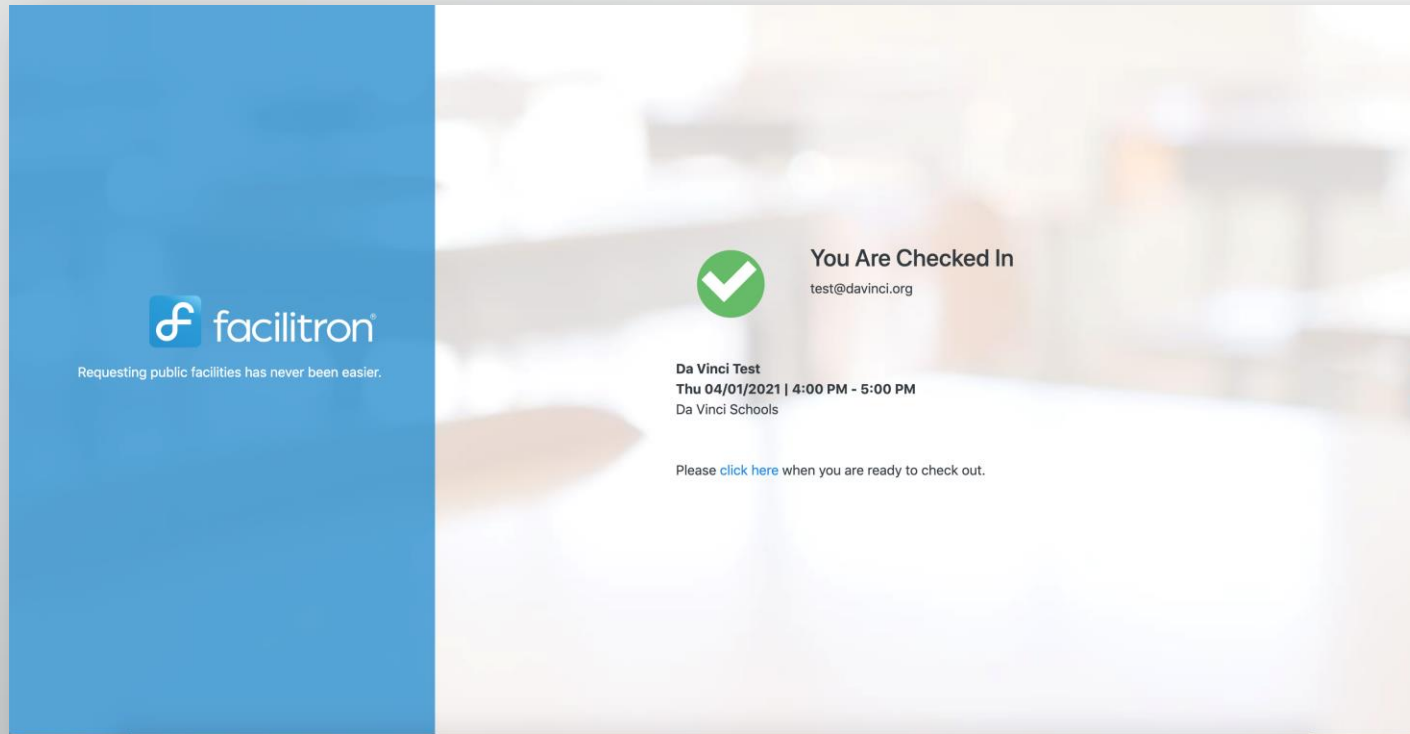 facilitron®
Requesting public facilities has never been easier.
You Are Checked In
test@davinci.org
Da Vinci Test
Thu 04/01/2021 | 4:00 PM - 5:00 PM
Da Vinci Schools
Please click here when you are ready to check out.